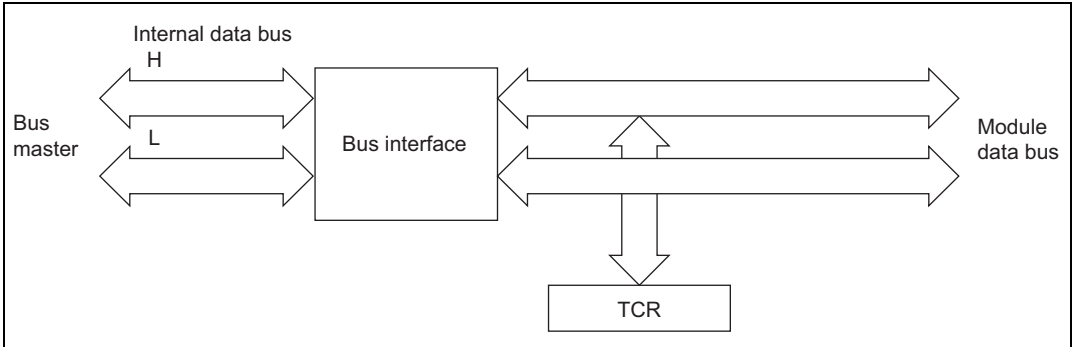 Internal data bus
H
Bus
master
L
Bus interface
Module
data bus
TCR